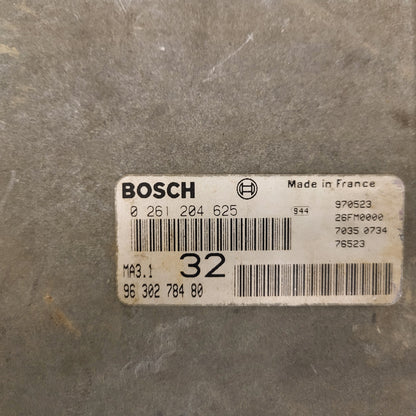 BOSCH Made in France
0 261 204 625 944 970523
26FM0000
7035 0734
76523
MA3.1 32
96 302 784 80